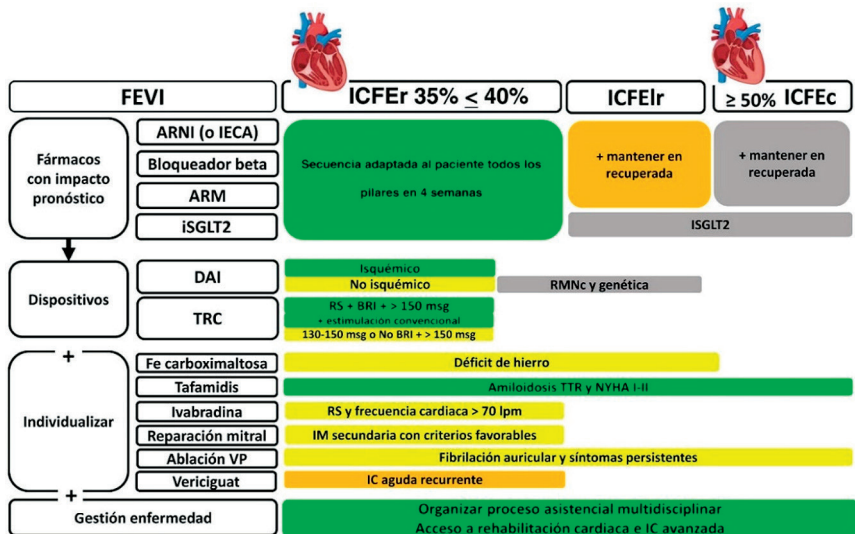 FEVI
ICFEr 35% ≤ 40%
ICFElr
≥ 50% ICFEc
Fármacos
con impacto
pronóstico
ARNI (o IECA)
Bloqueador beta
ARM
iSGLT2
Secuencia adaptada al paciente todos los
pilares en 4 semanas
+ mantener en
recuperada
+ mantener en
recuperada
ISGLT2
Dispositivos
DAI
Isquémico
No isquémico
RMNc y genética
TRC
RS + BRI + > 150 msg
+ estimulación convencional
130-150 msg o No BRI + > 150 msg
+
Individualizar
Fe carboximaltosa
Déficit de hierro
Tafamidis
Amiloidosis TTR y NYHA I-II
Ivabradina
RS y frecuencia cardiaca > 70 lpm
Reparación mitral
IM secundaria con criterios favorables
Ablación VP
Fibrilación auricular y síntomas persistentes
Vericiguat
IC aguda recurrente
+
Gestión enfermedad
Organizar proceso asistencial multidisciplinar
Acceso a rehabilitación cardiaca e IC avanzada